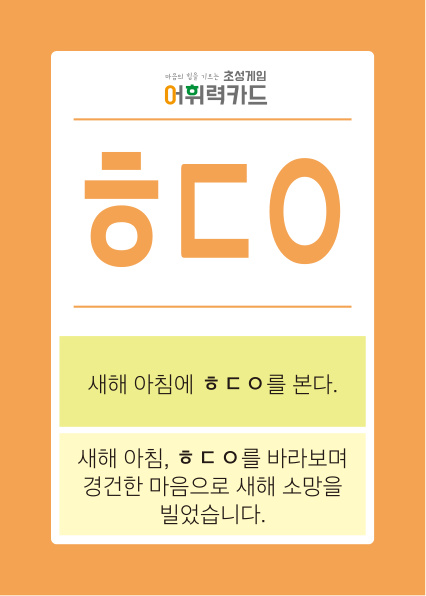 마음의 힘을 기르는 초성게임
어휘력카드
ㅎㄷㅇ
새해 아침에 ㅎㄷㅇ를 본다.
새해 아침, ㅎㄷㅇ를 바라보며
경건한 마음으로 새해 소망을
빌었습니다.